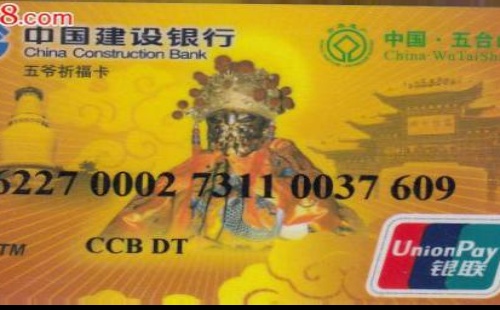 8.com
中国建设银行
China Construction Bank
五爷祈福卡
中国·五台
China·WuTaiSh
6227 0002 7311 0037 609
TM
CCB DT
UnionPay
银联